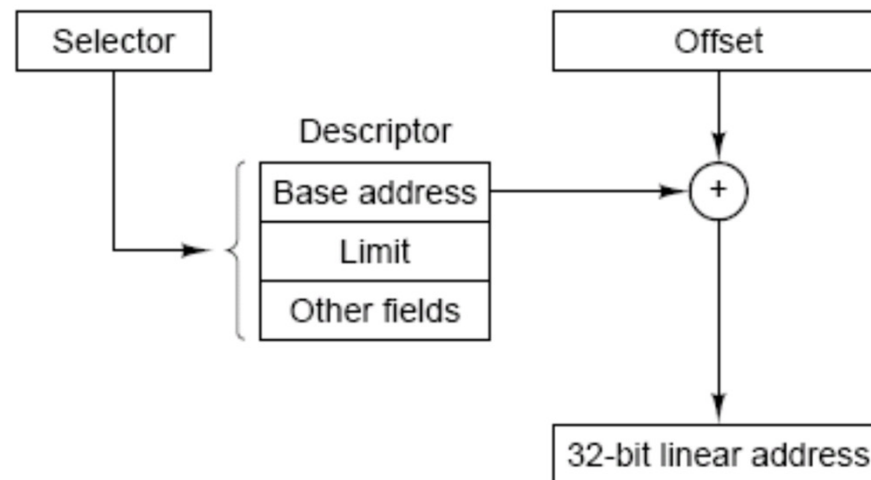 Selector
Offset
Descriptor
Base address
+
Limit
Other fields
32-bit linear address